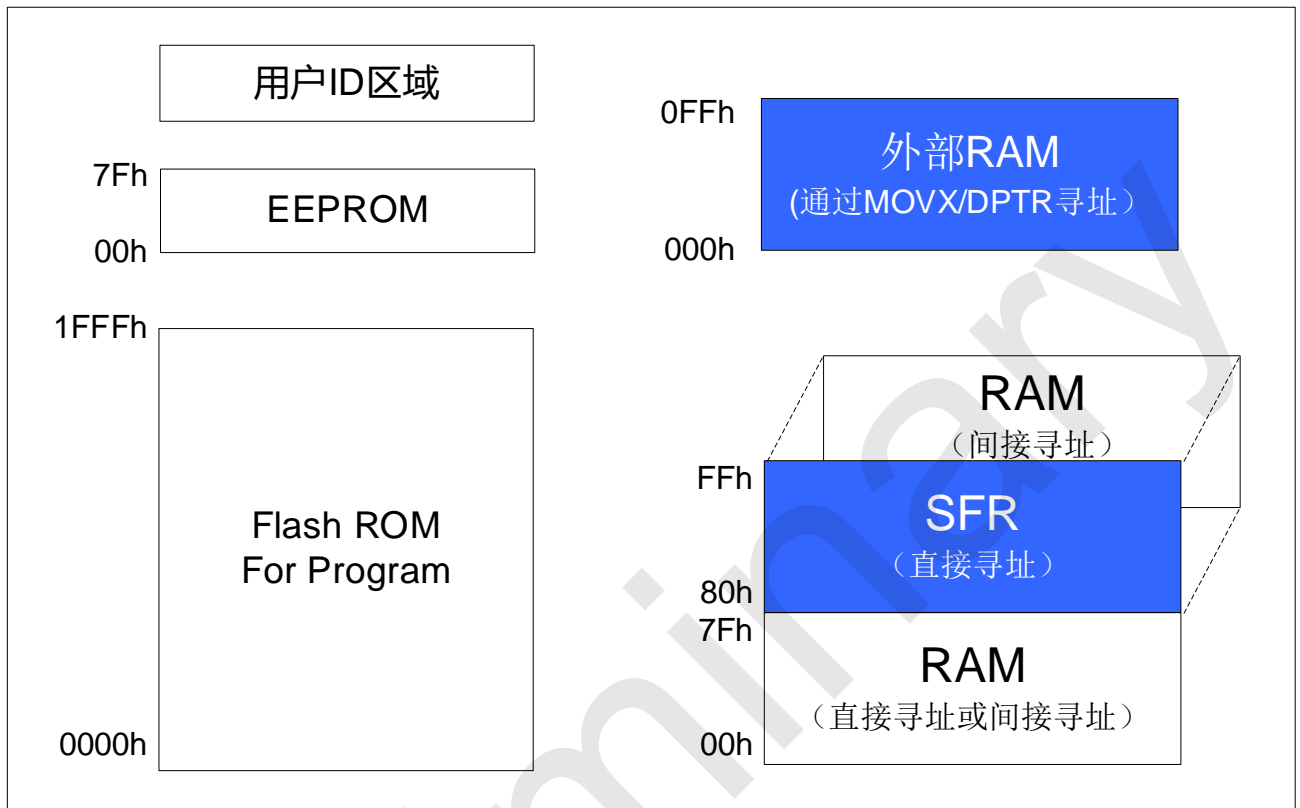 用户ID区域
7Fh
EEPROM
00h
1FFFh
Flash ROM
For Program
0000h
0FFh
外部RAM
(通过MOVX/DPTR寻址）
000h
RAM
（间接寻址）
FFh
SFR
（直接寻址）
80h
7Fh
RAM
（直接寻址或间接寻址）
00h
minary